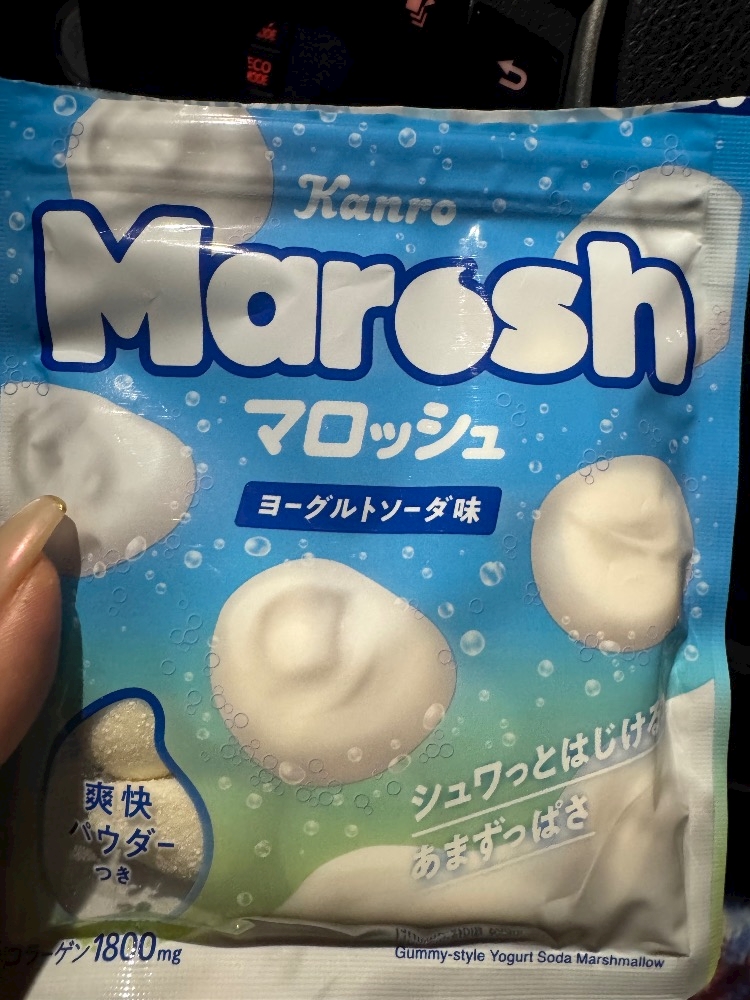 ECO
MODE
Kanro
Marosh
マロッシュ
ヨーグルトソーダ味
シュワっとはじける
あまずっぱさ
爽快
パウダー
つき
コラーゲン1800mg
Gummy-style Yogurt Soda Marshmallow